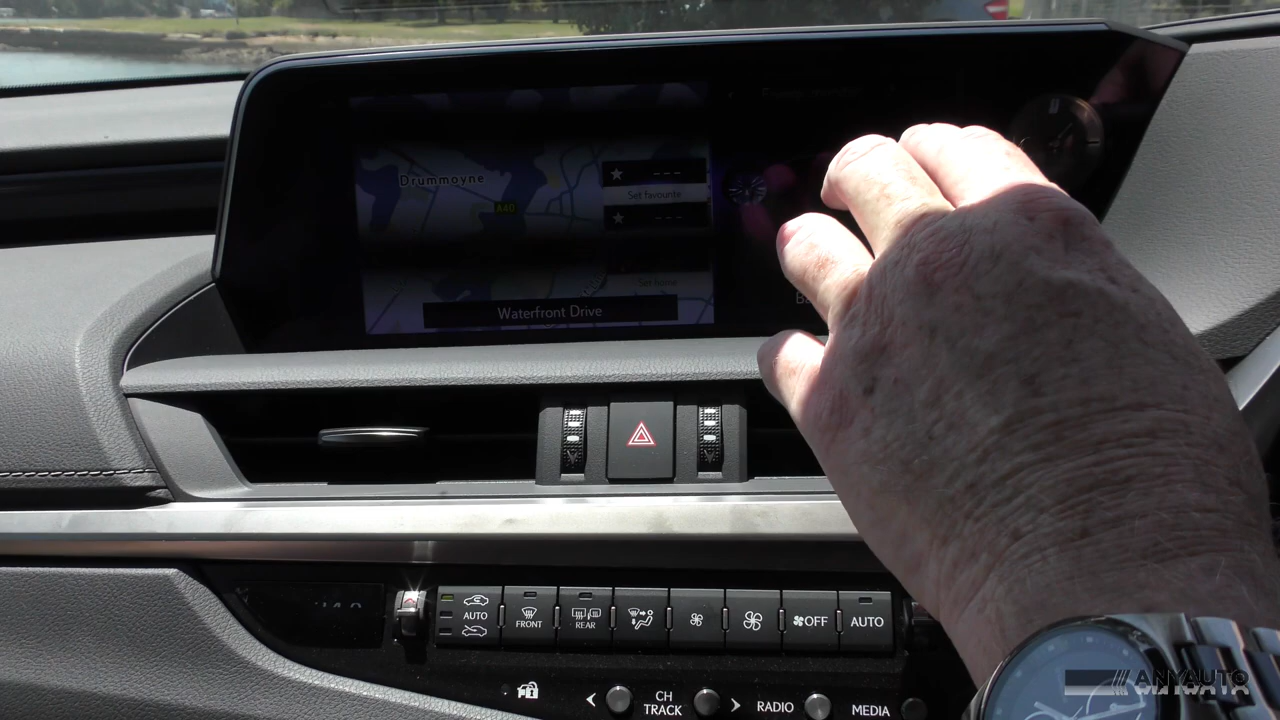 Drummoyne
A40
Set favourite
Set home
Waterfront Drive
AUTO
FRONT
REAR
OFF
AUTO
CH
TRACK
RADIO
MEDIA
ANYAUTO